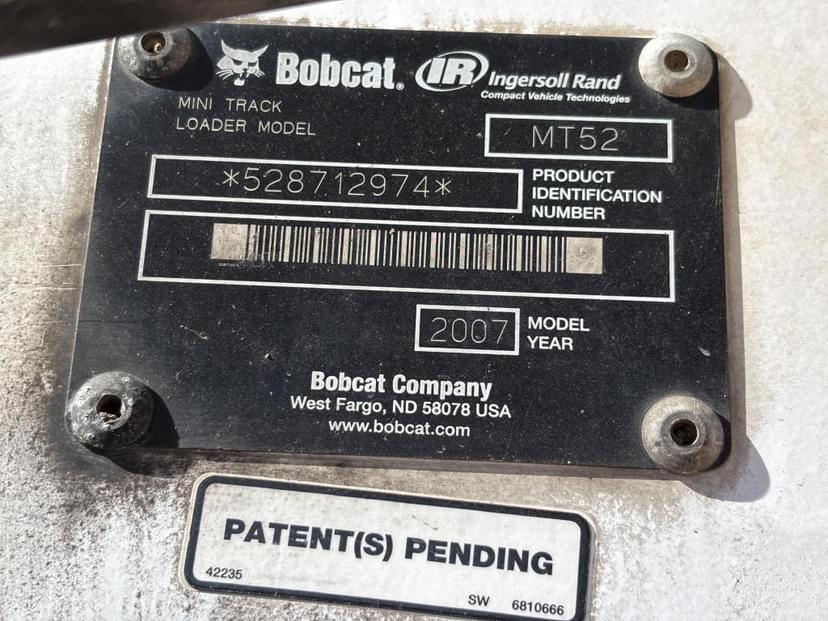 Bobcat. IR Ingersoll Rand
Compact Vehicle Technologies
MINI TRACK
LOADER MODEL
MT52
*528712974*
PRODUCT
IDENTIFICATION
NUMBER
2007
MODEL
YEAR
Bobcat Company
West Fargo, ND 58078 USA
www.bobcat.com
PATENT(S) PENDING
42235
SW 6810666